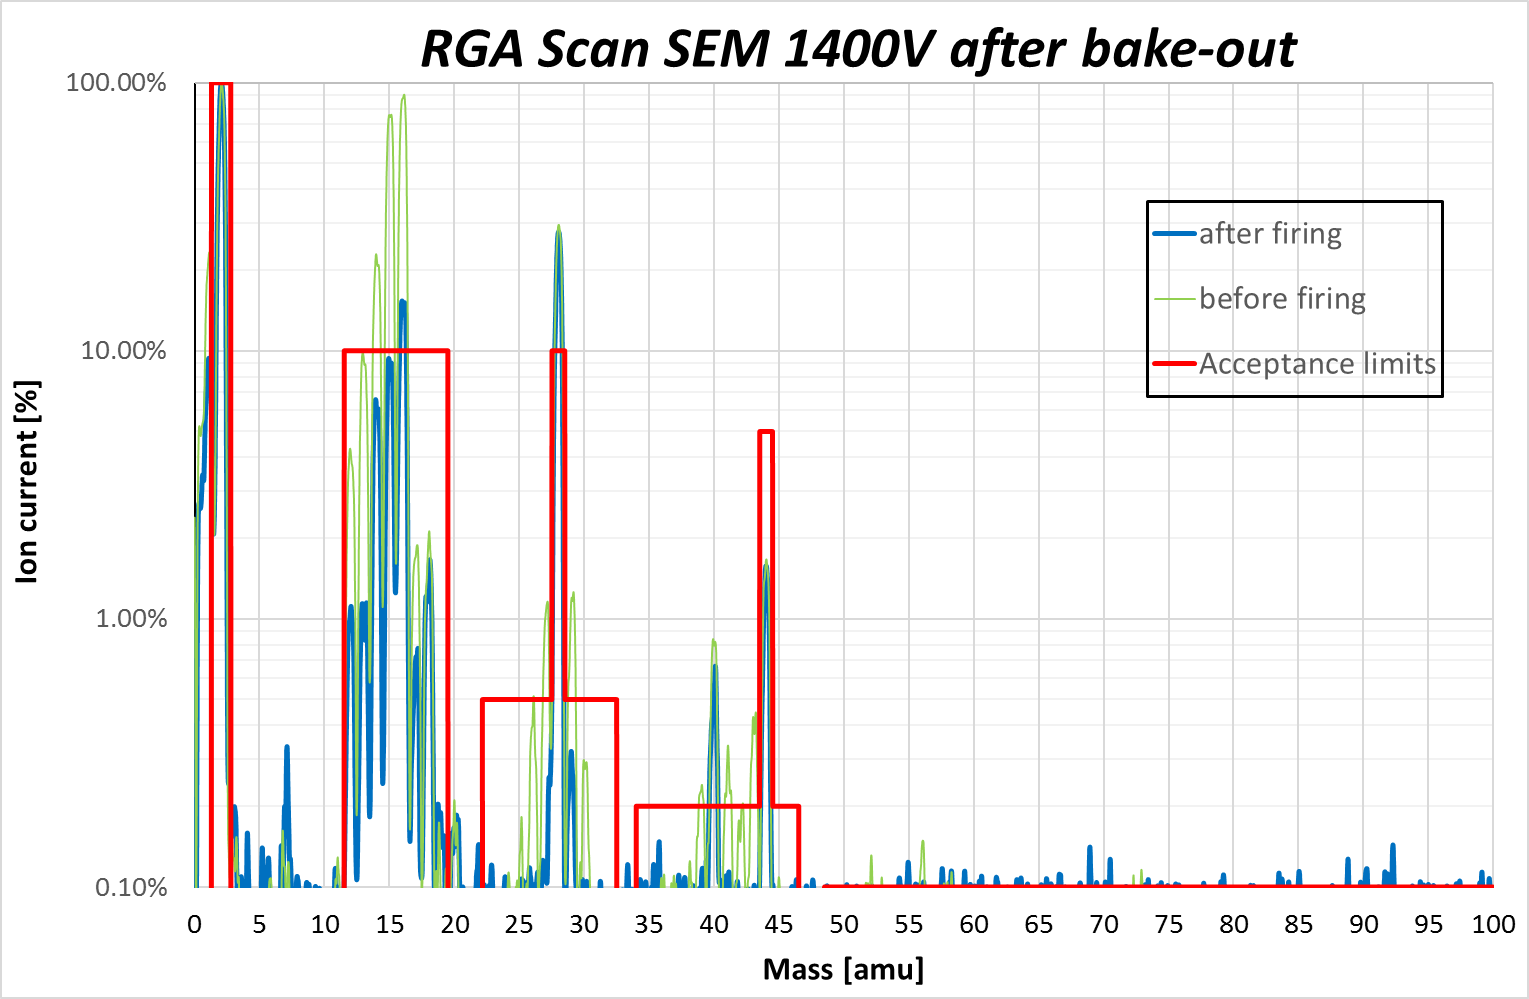 RGA Scan SEM 1400V after bake-out
100.00%
10.00%
1.00%
0.10%
Ion current [%]
after firing
before firing
Acceptance limits
0 5 10 15 20 25 30 35 40 45 50 55 60 65 70 75 80 85 90 95 100
Mass [amu]